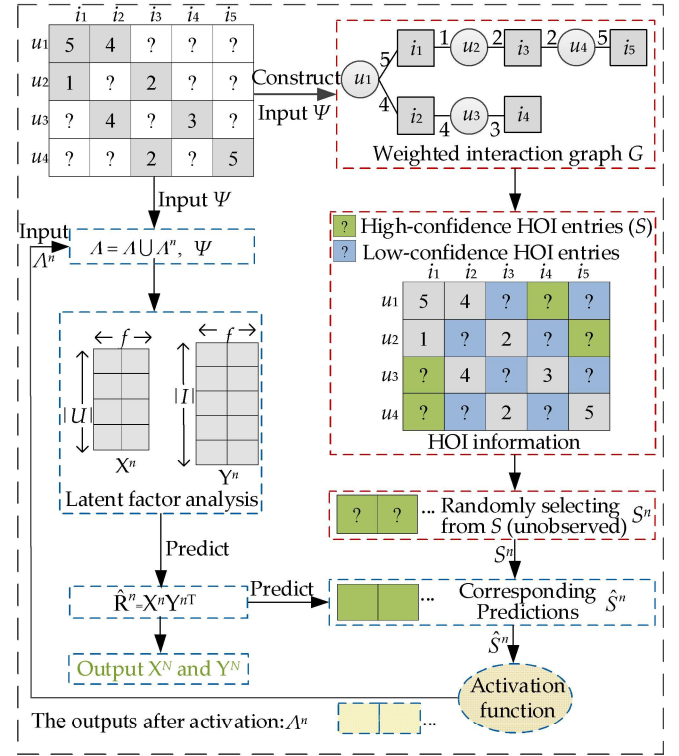 i1 i2 i3 i4 i5
u1 5 4 ? ? ?
u2 1 ? 2 ? ?
u3 ? 4 ? 3 ?
u4 ? ? 2 ? 5
Construct
Input Ψ
u1 5 i1 1 u2 2 i3 2 u4 5 i5
4 i2 4 u3 3 i4
Weighted interaction graph G
Input Ψ
Input
Λⁿ
Λ = Λ ⋃ Λⁿ, Ψ
? High-confidence HOI entries (S)
? Low-confidence HOI entries
i1 i2 i3 i4 i5
u1 5 4 ? ? ?
u2 1 ? 2 ? ?
u3 ? 4 ? 3 ?
u4 ? ? 2 ? 5
HOI information
f f
|U| |I|
Xⁿ Yⁿ
Latent factor analysis
? ? ... Randomly selecting
from S (unobserved) Sⁿ
Sⁿ
Predict
R̂ⁿ=XⁿYⁿᵀ
Predict
... Corresponding
Predictions Ŝⁿ
Ŝⁿ
Output Xᴺ and Yᴺ
Activation
function
The outputs after activation: Λⁿ ...